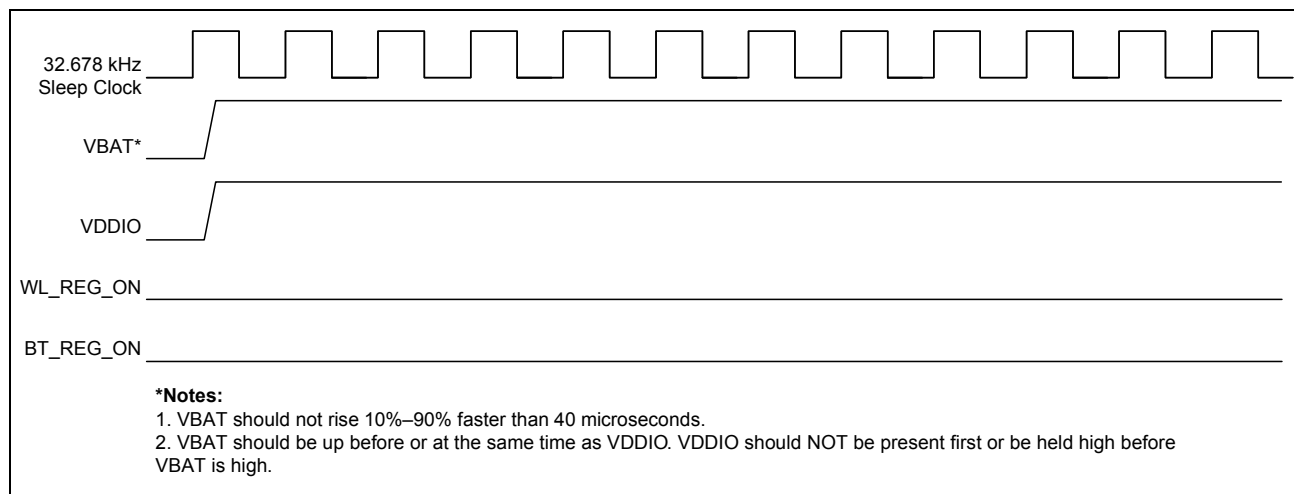 32.678 kHz
Sleep Clock
VBAT*
VDDIO
WL_REG_ON
BT_REG_ON
*Notes:
1. VBAT should not rise 10%–90% faster than 40 microseconds.
2. VBAT should be up before or at the same time as VDDIO. VDDIO should NOT be present first or be held high before
VBAT is high.